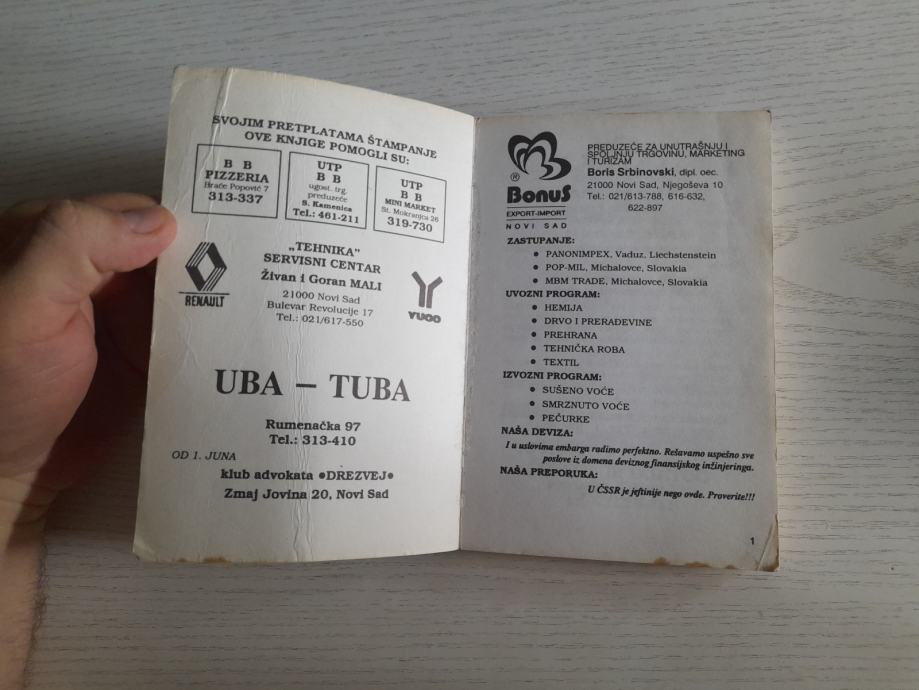 SVOJIM PRETPLATAMA ŠTAMPANJE
OVE KNJIGE POMOGLI SU:
B B
PIZZERIA
Braće Popović 7
313-337
UTP
B B
ugost. trg.
preduzeće
S. Kamenica
Tel.: 461-211
UTP
B B
MINI MARKET
St. Mokranjca 26
319-730
RENAULT
„TEHNIKA"
SERVISNI CENTAR
Živan i Goran MALI
21000 Novi Sad
Bulevar Revolucije 17
Tel.: 021/617-550
YUGO
UBA — TUBA
Rumenačka 97
Tel.: 313-410
OD 1. JUNA
klub advokata •DREZVEJ•
Zmaj Jovina 20, Novi Sad
®
BonuS
EXPORT-IMPORT
NOVI SAD
PREDUZEĆE ZA UNUTRAŠNJU I
SPOLJNJU TRGOVINU, MARKETING
I TURIZAM
Boris Srbinovski, dipl. oec.
21000 Novi Sad, Njegoševa 10
Tel.: 021/613-788, 616-632,
622-897
ZASTUPANJE:
• PANONIMPEX, Vaduz, Liechstenstein
• POP-MIL, Michalovce, Slovakia
• MBM TRADE, Michalovce, Slovakia
UVOZNI PROGRAM:
• HEMIJA
• DRVO I PRERAĐEVINE
• PREHRANA
• TEHNIČKA ROBA
• TEXTIL
IZVOZNI PROGRAM:
• SUŠENO VOĆE
• SMRZNUTO VOĆE
• PEČURKE
NAŠA DEVIZA:
I u uslovima embarga radimo perfektno. Rešavamo uspešno sve
poslove iz domena deviznog finansijskog inžinjeringa.
NAŠA PREPORUKA:
U ČSSR je jeftinije nego ovde. Proverite!!!
1